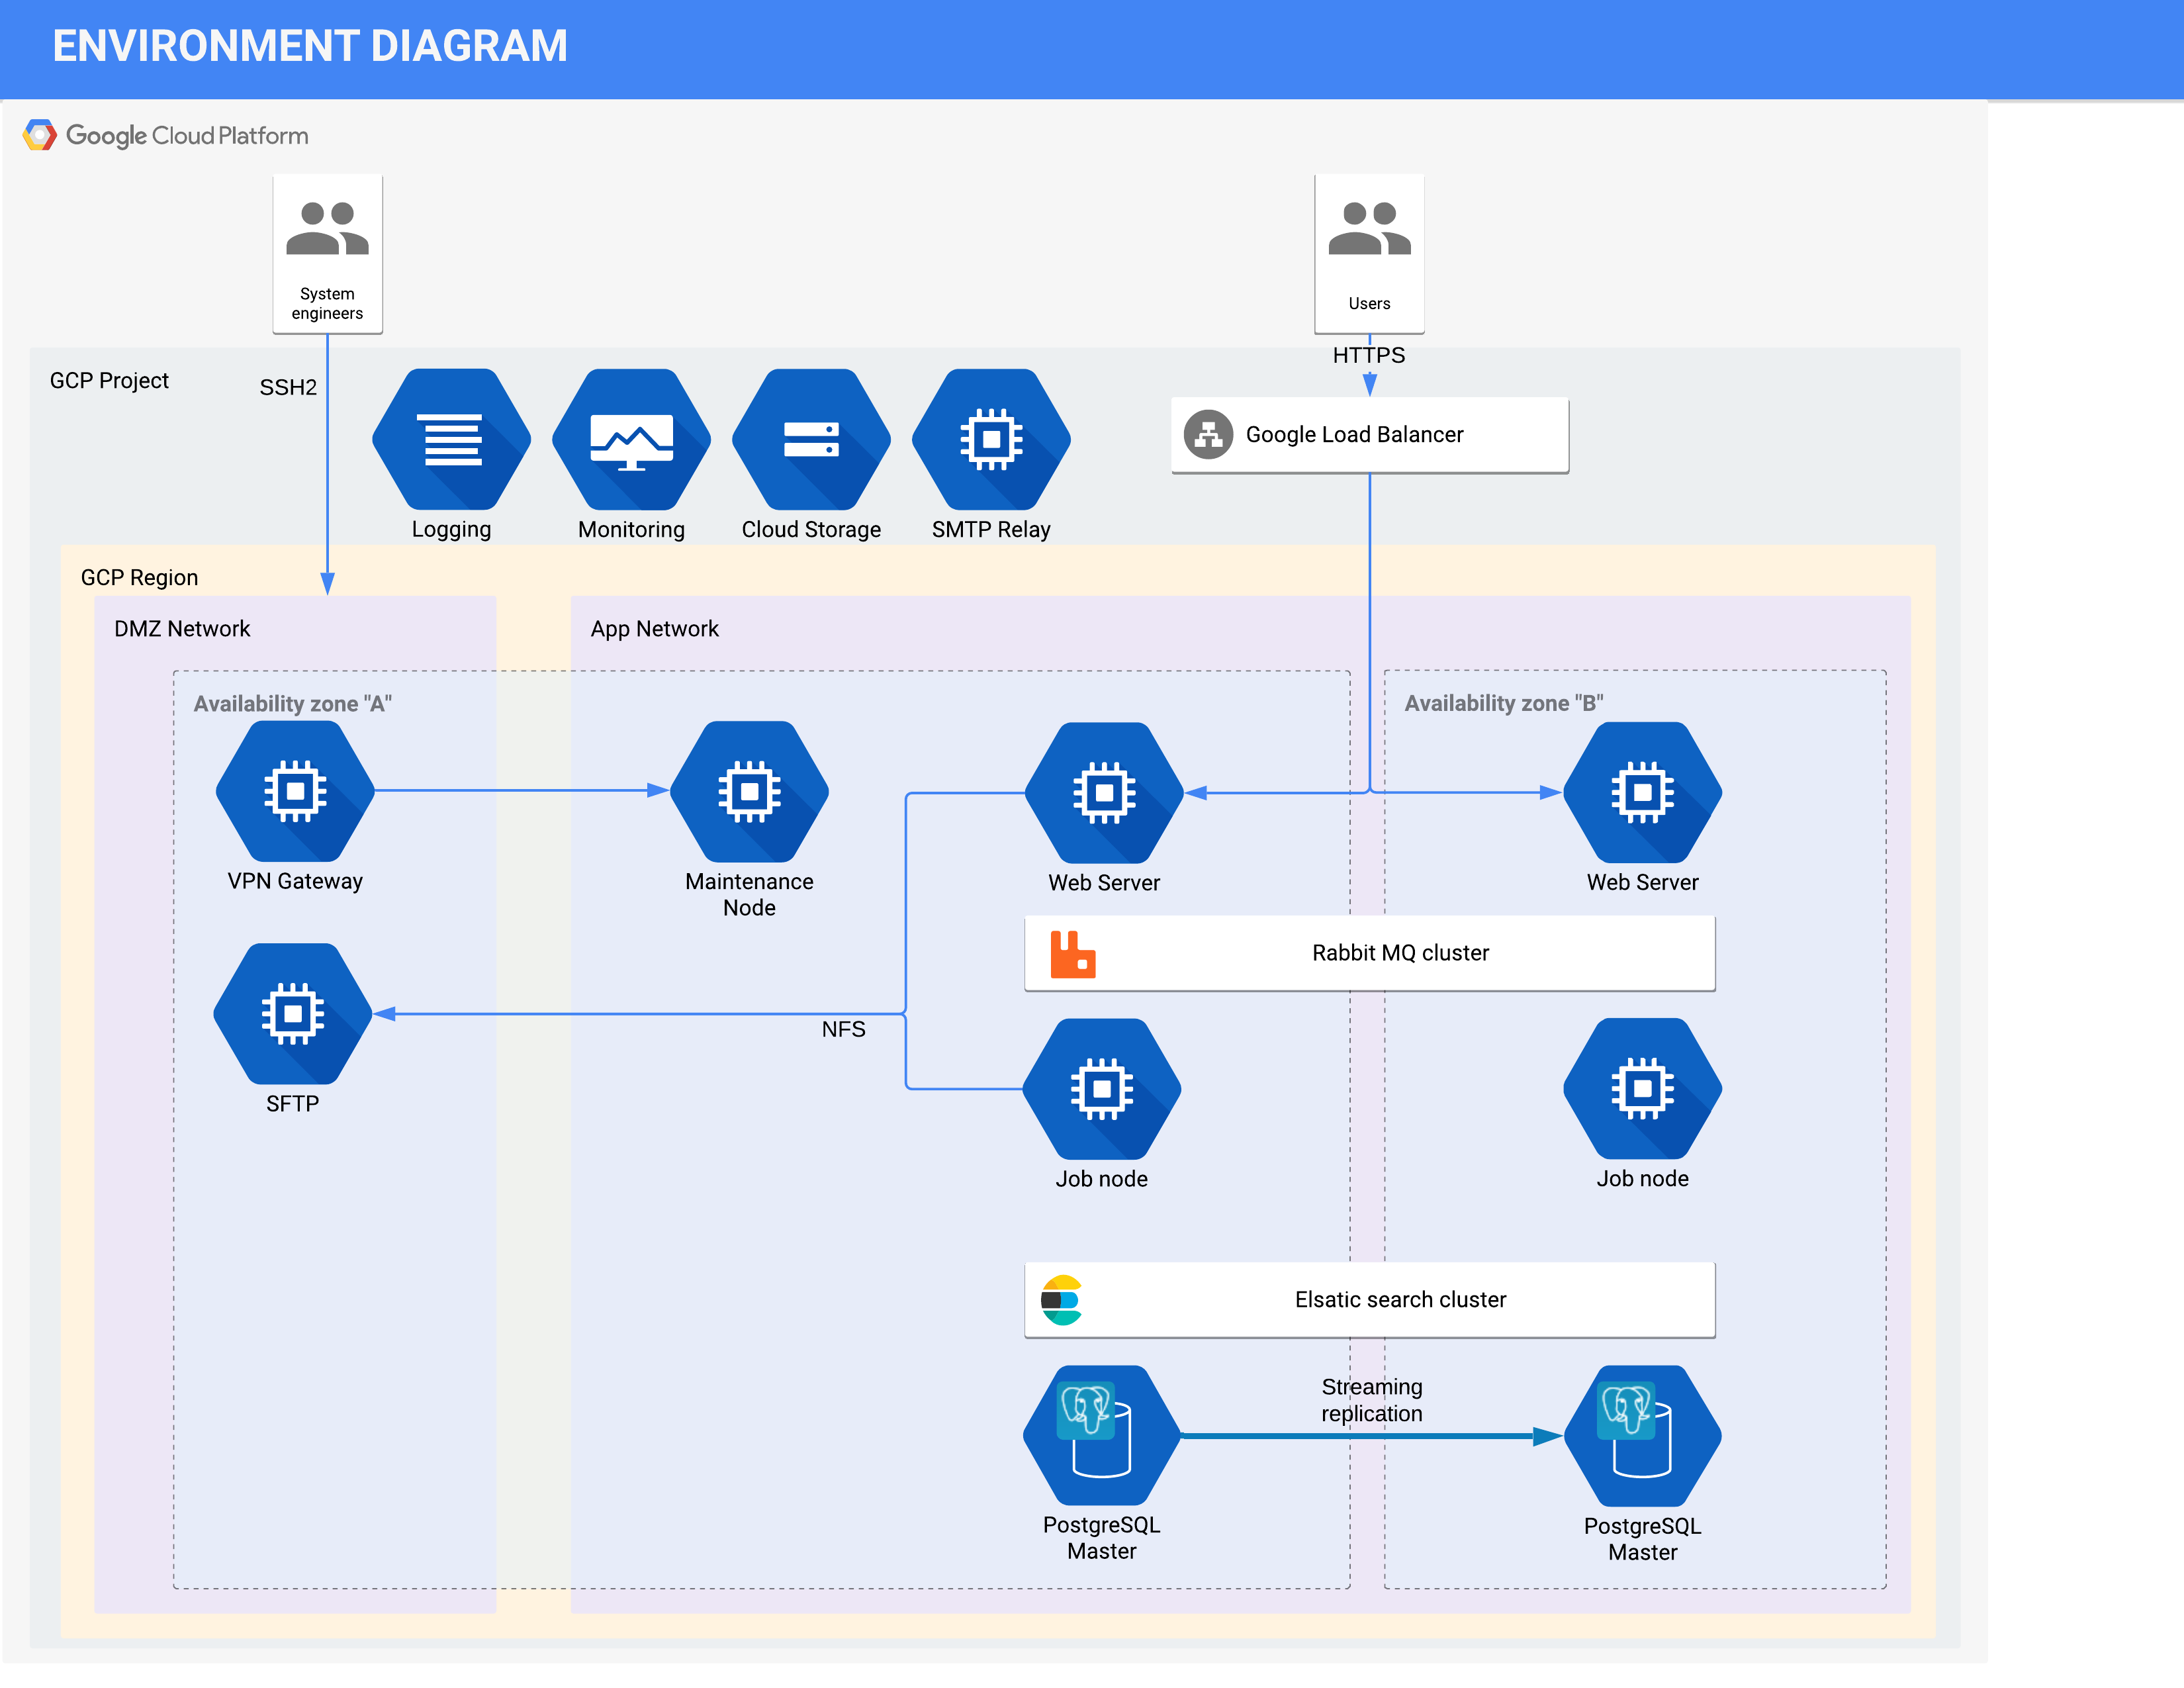 ENVIRONMENT DIAGRAM
Google Cloud Platform
System
engineers
Users
HTTPS
GCP Project
SSH2
Google Load Balancer
Logging
Monitoring
Cloud Storage
SMTP Relay
GCP Region
DMZ Network
App Network
Availability zone "A"
Availability zone "B"
VPN Gateway
Maintenance
Node
Web Server
Web Server
Rabbit MQ cluster
NFS
SFTP
Job node
Job node
Elsatic search cluster
Streaming
replication
PostgreSQL
Master
PostgreSQL
Master